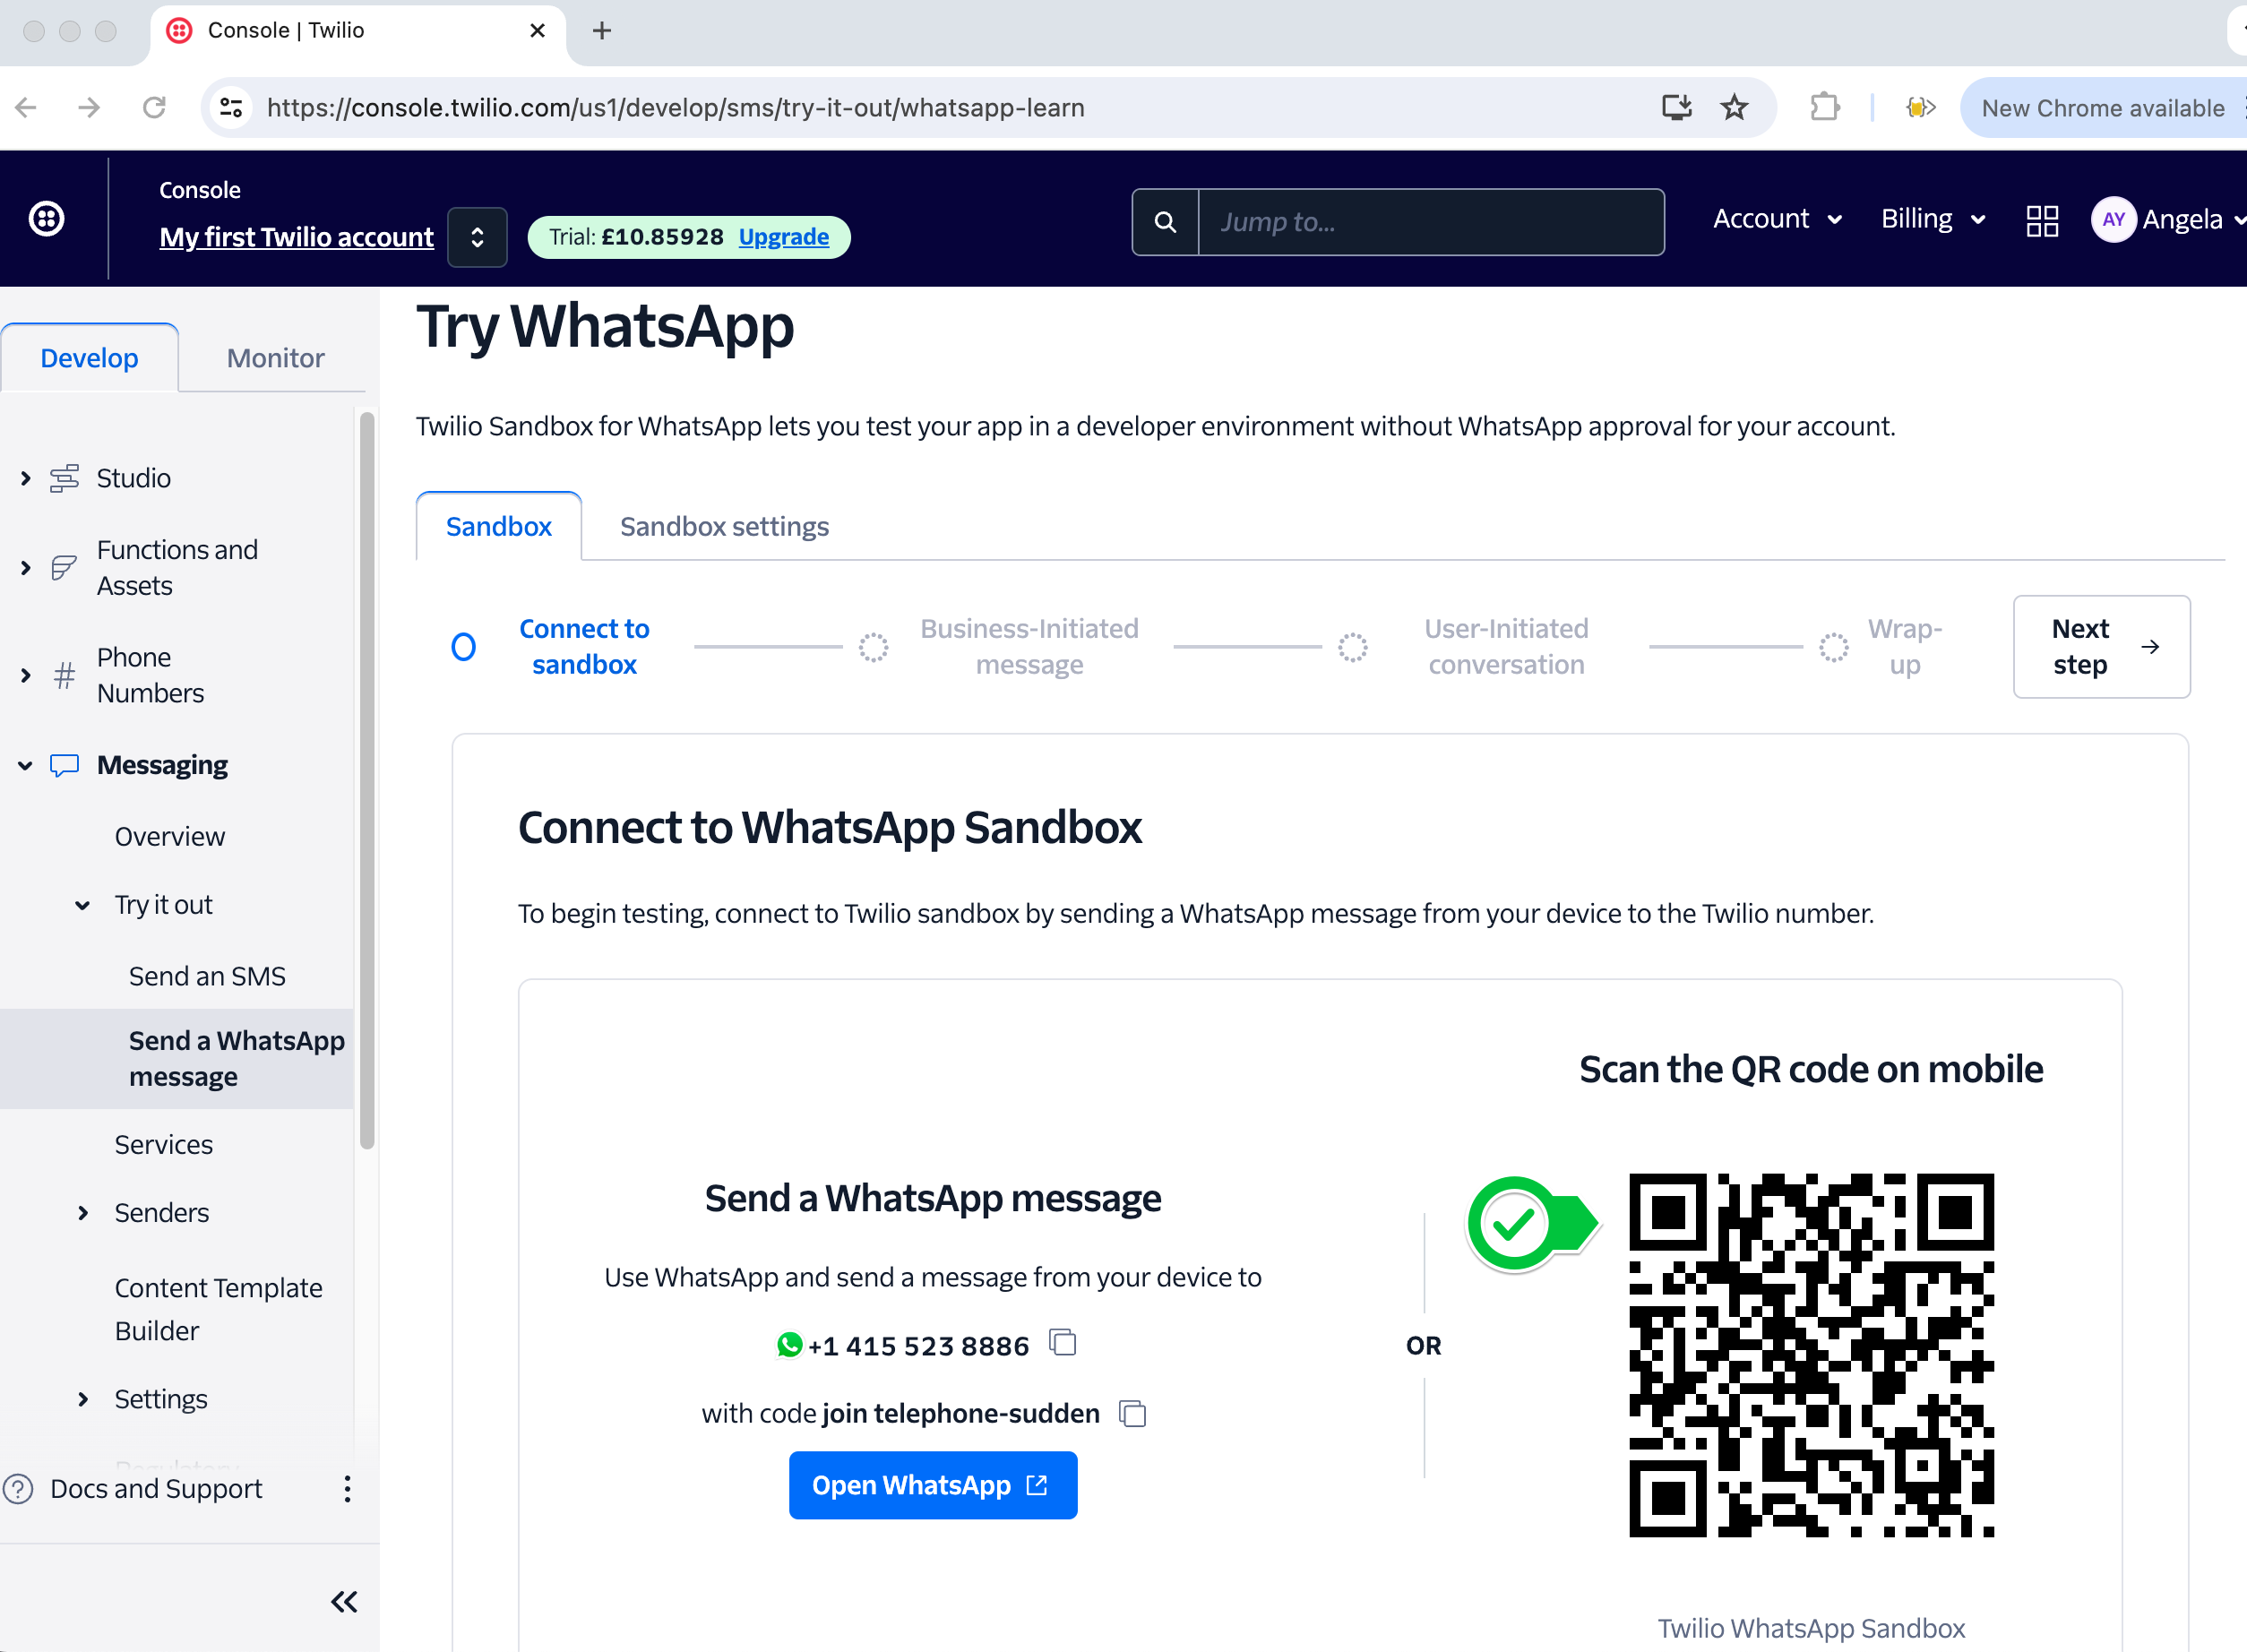 Console | Twilio
https://console.twilio.com/us1/develop/sms/try-it-out/whatsapp-learn
New Chrome available
Console
My first Twilio account
Trial: £10.85928 Upgrade
Jump to...
Account
Billing
AY
Angela
Develop
Monitor
Studio
Functions and
Assets
Phone
Numbers
Messaging
Overview
Try it out
Send an SMS
Send a WhatsApp
message
Services
Senders
Content Template
Builder
Settings
Regulatory
Docs and Support
Try WhatsApp
Twilio Sandbox for WhatsApp lets you test your app in a developer environment without WhatsApp approval for your account.
Sandbox
Sandbox settings
Connect to
sandbox
Business-Initiated
message
User-Initiated
conversation
Wrap-
up
Next
step
Connect to WhatsApp Sandbox
To begin testing, connect to Twilio sandbox by sending a WhatsApp message from your device to the Twilio number.
Send a WhatsApp message
Use WhatsApp and send a message from your device to
+1 415 523 8886
with code join telephone-sudden
Open WhatsApp
OR
Scan the QR code on mobile
Twilio WhatsApp Sandbox